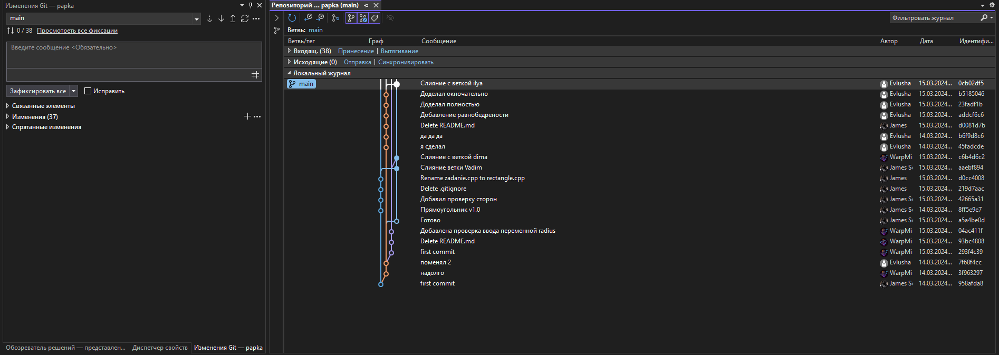 Изменения Git — papka
main
0 / 38 Просмотреть все фиксации
Введите сообщение <Обязательно>
Зафиксировать все Исправить
Связанные элементы
Изменения (37)
Спрятанные изменения
Обозреватель решений — представлен... Диспетчер свойств Изменения Git — papka
Репозиторий ... papka (main)
Фильтровать журнал
Ветвь: main
Ветвь/тег Граф Сообщение Автор Дата Идентифи...
Входящ. (38) Принесение | Вытягивание
Исходящие (0) Отправка | Синхронизировать
Локальный журнал
main Слияние с веткой ilya Evlusha 15.03.2024... 0cb02df5
Доделал окночательно Evlusha 15.03.2024... b5185046
Доделал полностью Evlusha 15.03.2024... 23fadf1b
Добавление равнобедрености Evlusha 15.03.2024... addcf6c6
Delete README.md James 15.03.2024... d0081d7b
да да да Evlusha 14.03.2024... b6f9d8c6
я сделал Evlusha 14.03.2024... 45fadcde
Слияние с веткой dima WarpMi 15.03.2024... c6b4d6c2
Слияние ветки Vadim James S 15.03.2024... aaebf894
Rename zadanie.cpp to rectangle.cpp James 15.03.2024... d0cc4008
Delete .gitignore James 15.03.2024... 219d7aac
Добавил проверку сторон James S 15.03.2024... 42665a31
Прямоугольник v1.0 James S 14.03.2024... 8ff5e9e7
Готово James S 15.03.2024... a5a4be0d
Добавлена проверка ввода переменной radius WarpMi 15.03.2024... 04ac411f
Delete README.md WarpMi 15.03.2024... 93bc4808
first commit WarpMi 15.03.2024... 293f4c39
поменял 2 Evlusha 14.03.2024... 7f68f4cc
надолго WarpMi 14.03.2024... 3f963297
first commit James S 14.03.2024... 958afda8